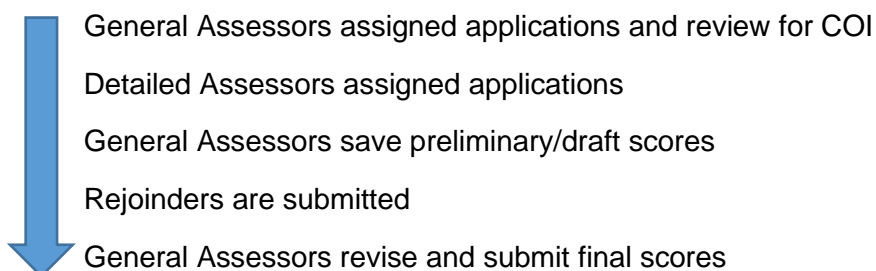 General Assessors assigned applications and review for COI
Detailed Assessors assigned applications
General Assessors save preliminary/draft scores
Rejoinders are submitted
General Assessors revise and submit final scores